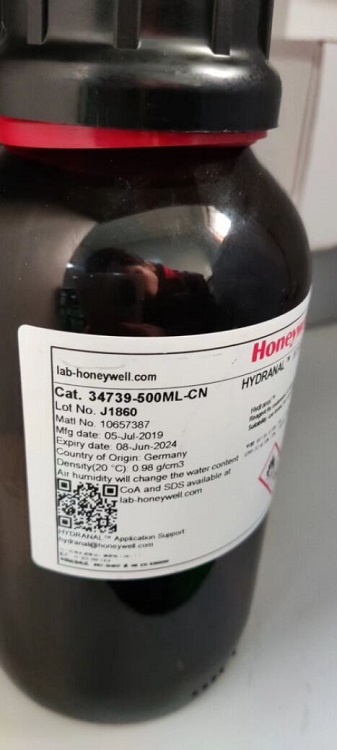 lab-honeywell.com
Cat. 34739-500ML-CN
Lot No. J1860
Matl No. 10657387
Mfg date: 05-Jul-2019
Expiry date: 08-Jun-2024
Country of Origin: Germany
Density(20 °C) 0.98 g/cm3
Air humidity will change the water content
CoA and SDS available at
lab-honeywell.com
HYDRANAL™ Application Support:
hydranal@honeywell.com
Honeyw
HYDRANAL™